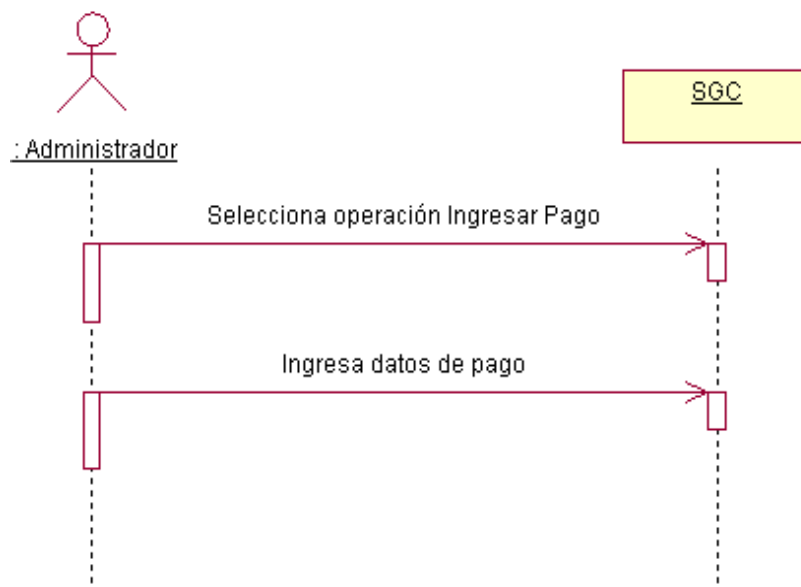 SGC
: Administrador
Selecciona operación Ingresar Pago
Ingresa datos de pago